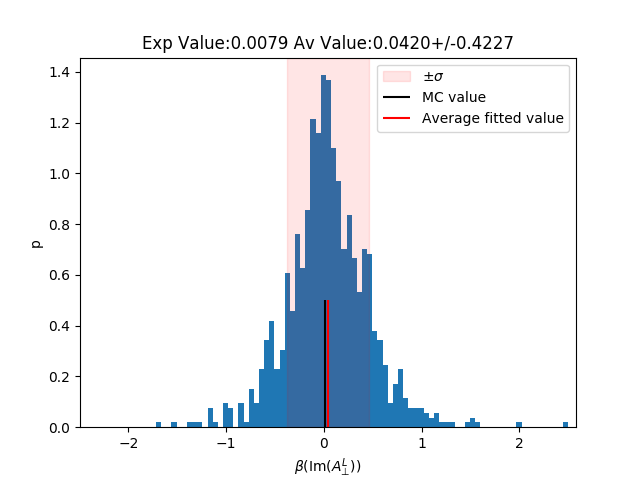 Exp Value:0.0079 Av Value:0.0420+/-0.4227
±σ
MC value
Average fitted value
1.4
1.2
1.0
0.8
0.6
0.4
0.2
0.0
p
−2 −1 0 1 2
β(Im(A⊥^L))